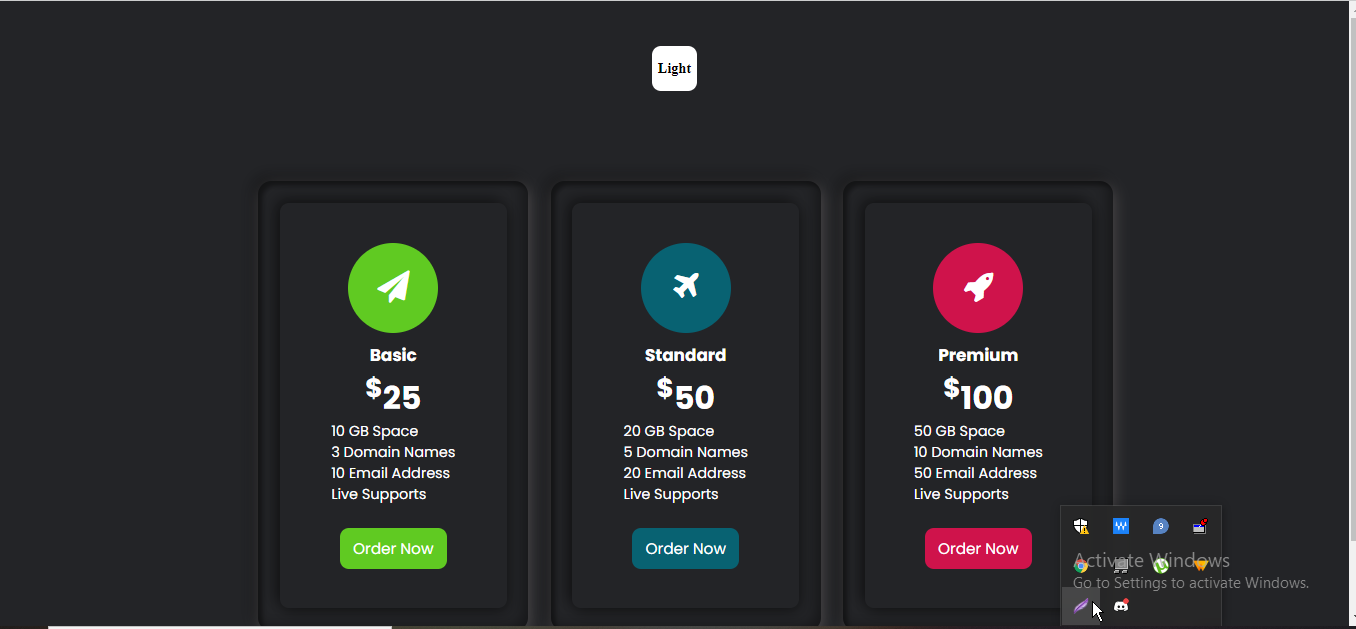 Light
Basic
$25
10 GB Space
3 Domain Names
10 Email Address
Live Supports
Order Now
Standard
$50
20 GB Space
5 Domain Names
20 Email Address
Live Supports
Order Now
Premium
$100
50 GB Space
10 Domain Names
50 Email Address
Live Supports
Order Now
9
Activate Windows
Go to Settings to activate Windows.